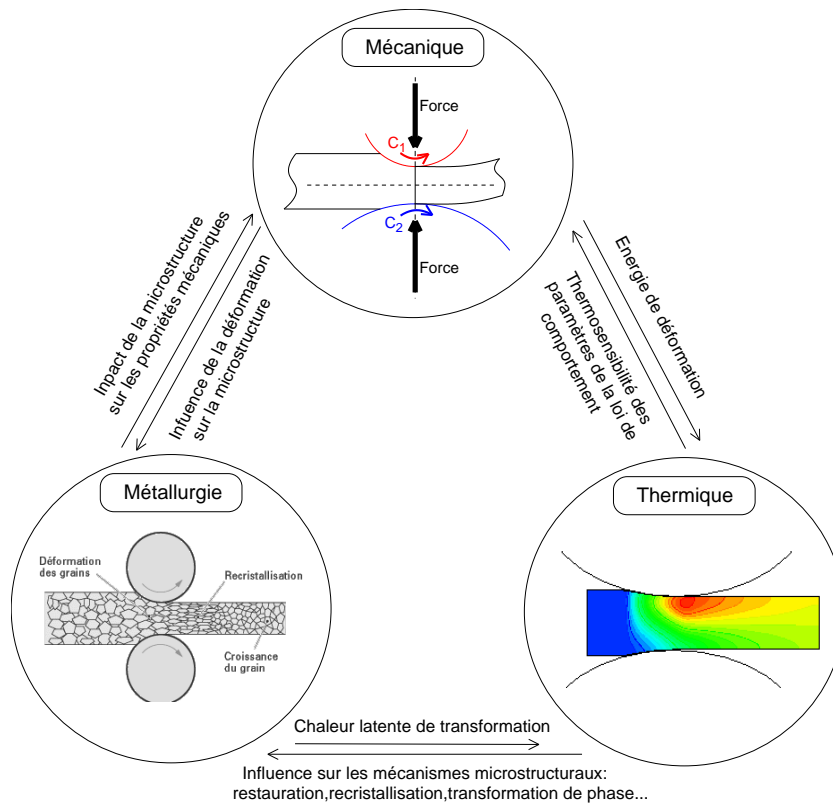 Mécanique
Force
C1
C2
Force
Inpact de la microstructure
sur les propriétés mécaniques
Infuence de la déformation
sur la microstructure
Energie de déformation
Thermosensibilité des
paramètres de la loi de
comportement
Métallurgie
Déformation
des grains
Recristallisation
Croissance
du grain
Thermique
Chaleur latente de transformation
Influence sur les mécanismes microstructuraux:
restauration,recristallisation,transformation de phase...